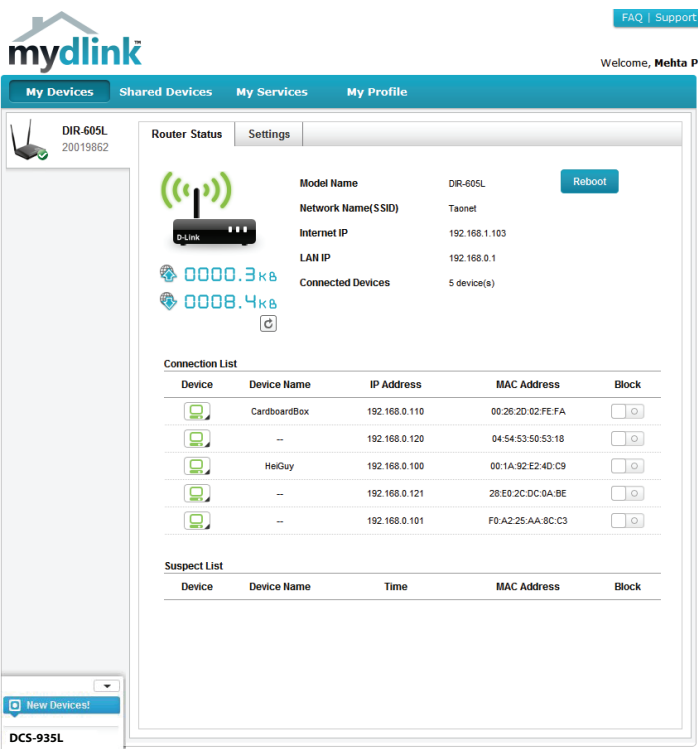 FAQ | Support
mydlink™
Welcome, Mehta P
My Devices Shared Devices My Services My Profile
DIR-605L
20019862
Router Status Settings
Model Name DIR-605L Reboot
Network Name(SSID) Taonet
D-Link
Internet IP 192.168.1.103
LAN IP 192.168.0.1
0000.3KB
Connected Devices 5 device(s)
0008.4KB
Connection List
Device Device Name IP Address MAC Address Block
CardboardBox 192.168.0.110 00:26:2D:02:FE:FA
-- 192.168.0.120 04:54:53:50:53:18
HeiGuy 192.168.0.100 00:1A:92:E2:4D:C9
-- 192.168.0.121 28:E0:2C:DC:0A:BE
-- 192.168.0.101 F0:A2:25:AA:8C:C3
Suspect List
Device Device Name Time MAC Address Block
New Devices!
DCS-935L